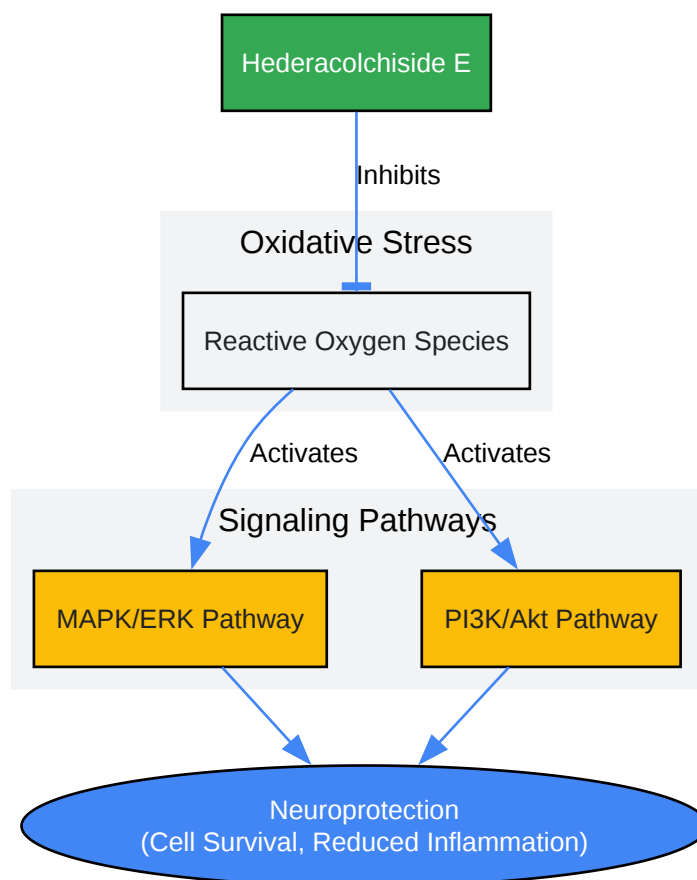 Hederacolchiside E
Inhibits
Oxidative Stress
Reactive Oxygen Species
Activates
Activates
Signaling Pathways
MAPK/ERK Pathway
PI3K/Akt Pathway
Neuroprotection
(Cell Survival, Reduced Inflammation)